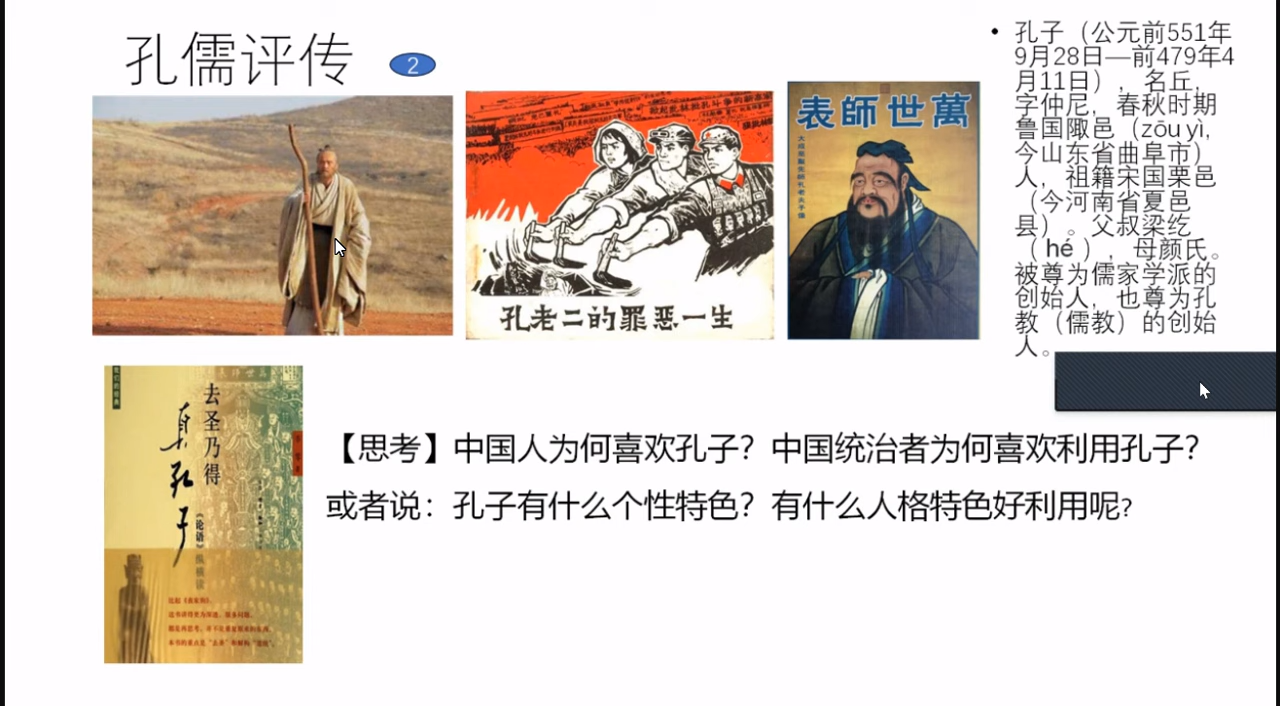 孔儒评传
2
孔老二的罪恶一生
萬世師表
孔子（公元前551年
9月28日—前479年4
月11日），名丘，
字仲尼，春秋时期
鲁国陬邑（zōu yì，
今山东省曲阜市）
人，祖籍宋国栗邑
（今河南省夏邑
县）。父叔梁纥
（hé ），母颜氏。
被尊为儒家学派的
创始人，也尊为孔
教（儒教）的创始
人。
去圣乃得
真孔子
《论语》纵横读
【思考】中国人为何喜欢孔子？中国统治者为何喜欢利用孔子？
或者说：孔子有什么个性特色？有什么人格特色好利用呢?